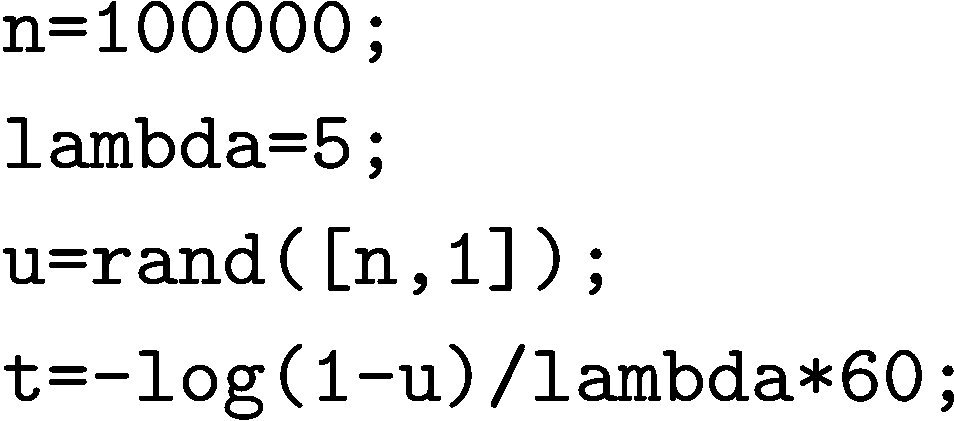 n=100000;
lambda=5;
u=rand([n,1]);
t=-log(1-u)/lambda*60;